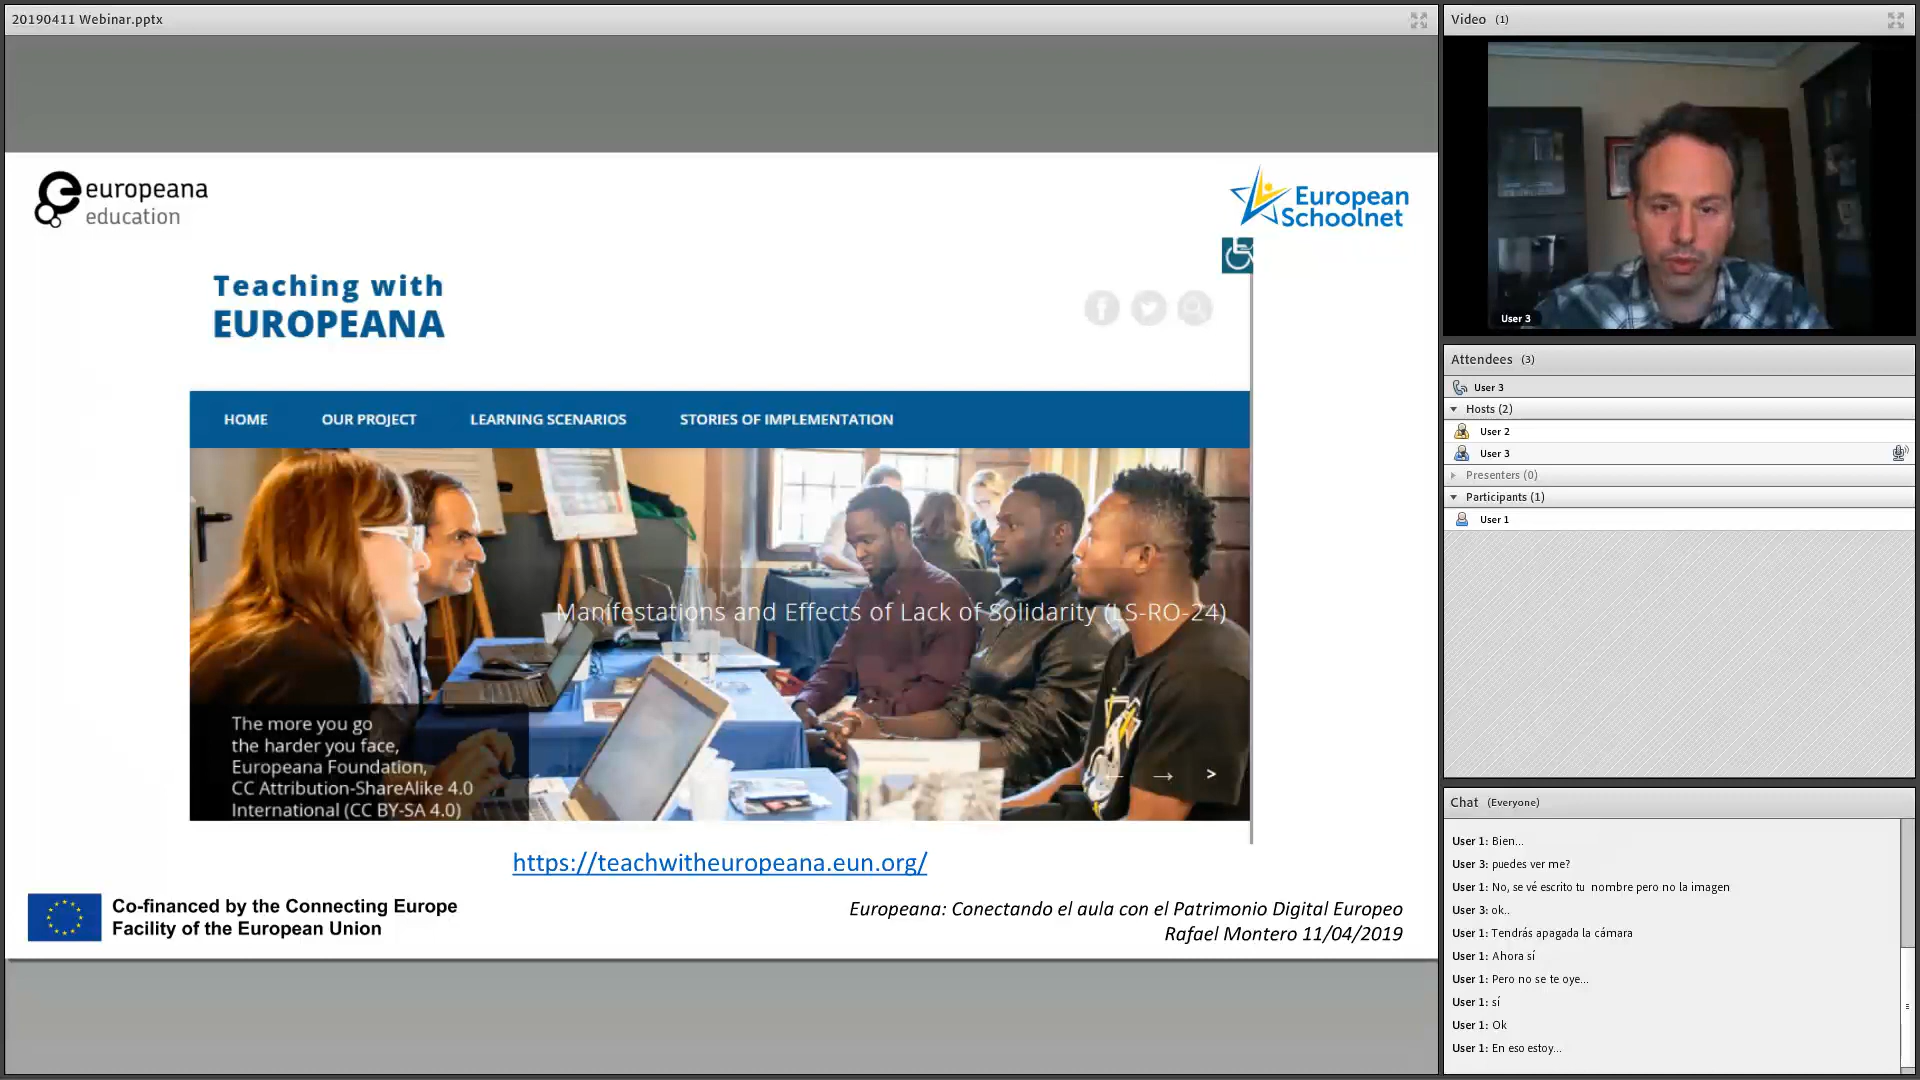 20190411 Webinar.pptx
europeana
education
European
Schoolnet
Teaching with
EUROPEANA
HOME OUR PROJECT LEARNING SCENARIOS STORIES OF IMPLEMENTATION
Manifestations and Effects of Lack of Solidarity (LS-RO-24)
The more you go
the harder you face,
Europeana Foundation,
CC Attribution-ShareAlike 4.0
International (CC BY-SA 4.0)
https://teachwitheuropeana.eun.org/
Co-financed by the Connecting Europe
Facility of the European Union
Europeana: Conectando el aula con el Patrimonio Digital Europeo
Rafael Montero 11/04/2019
Video (1)
User 3
Attendees (3)
User 3
Hosts (2)
User 2
User 3
Presenters (0)
Participants (1)
User 1
Chat (Everyone)
User 1: Bien...
User 3: puedes ver me?
User 1: No, se vé escrito tu nombre pero no la imagen
User 3: ok..
User 1: Tendrás apagada la cámara
User 1: Ahora sí
User 1: Pero no se te oye...
User 1: sí
User 1: Ok
User 1: En eso estoy...